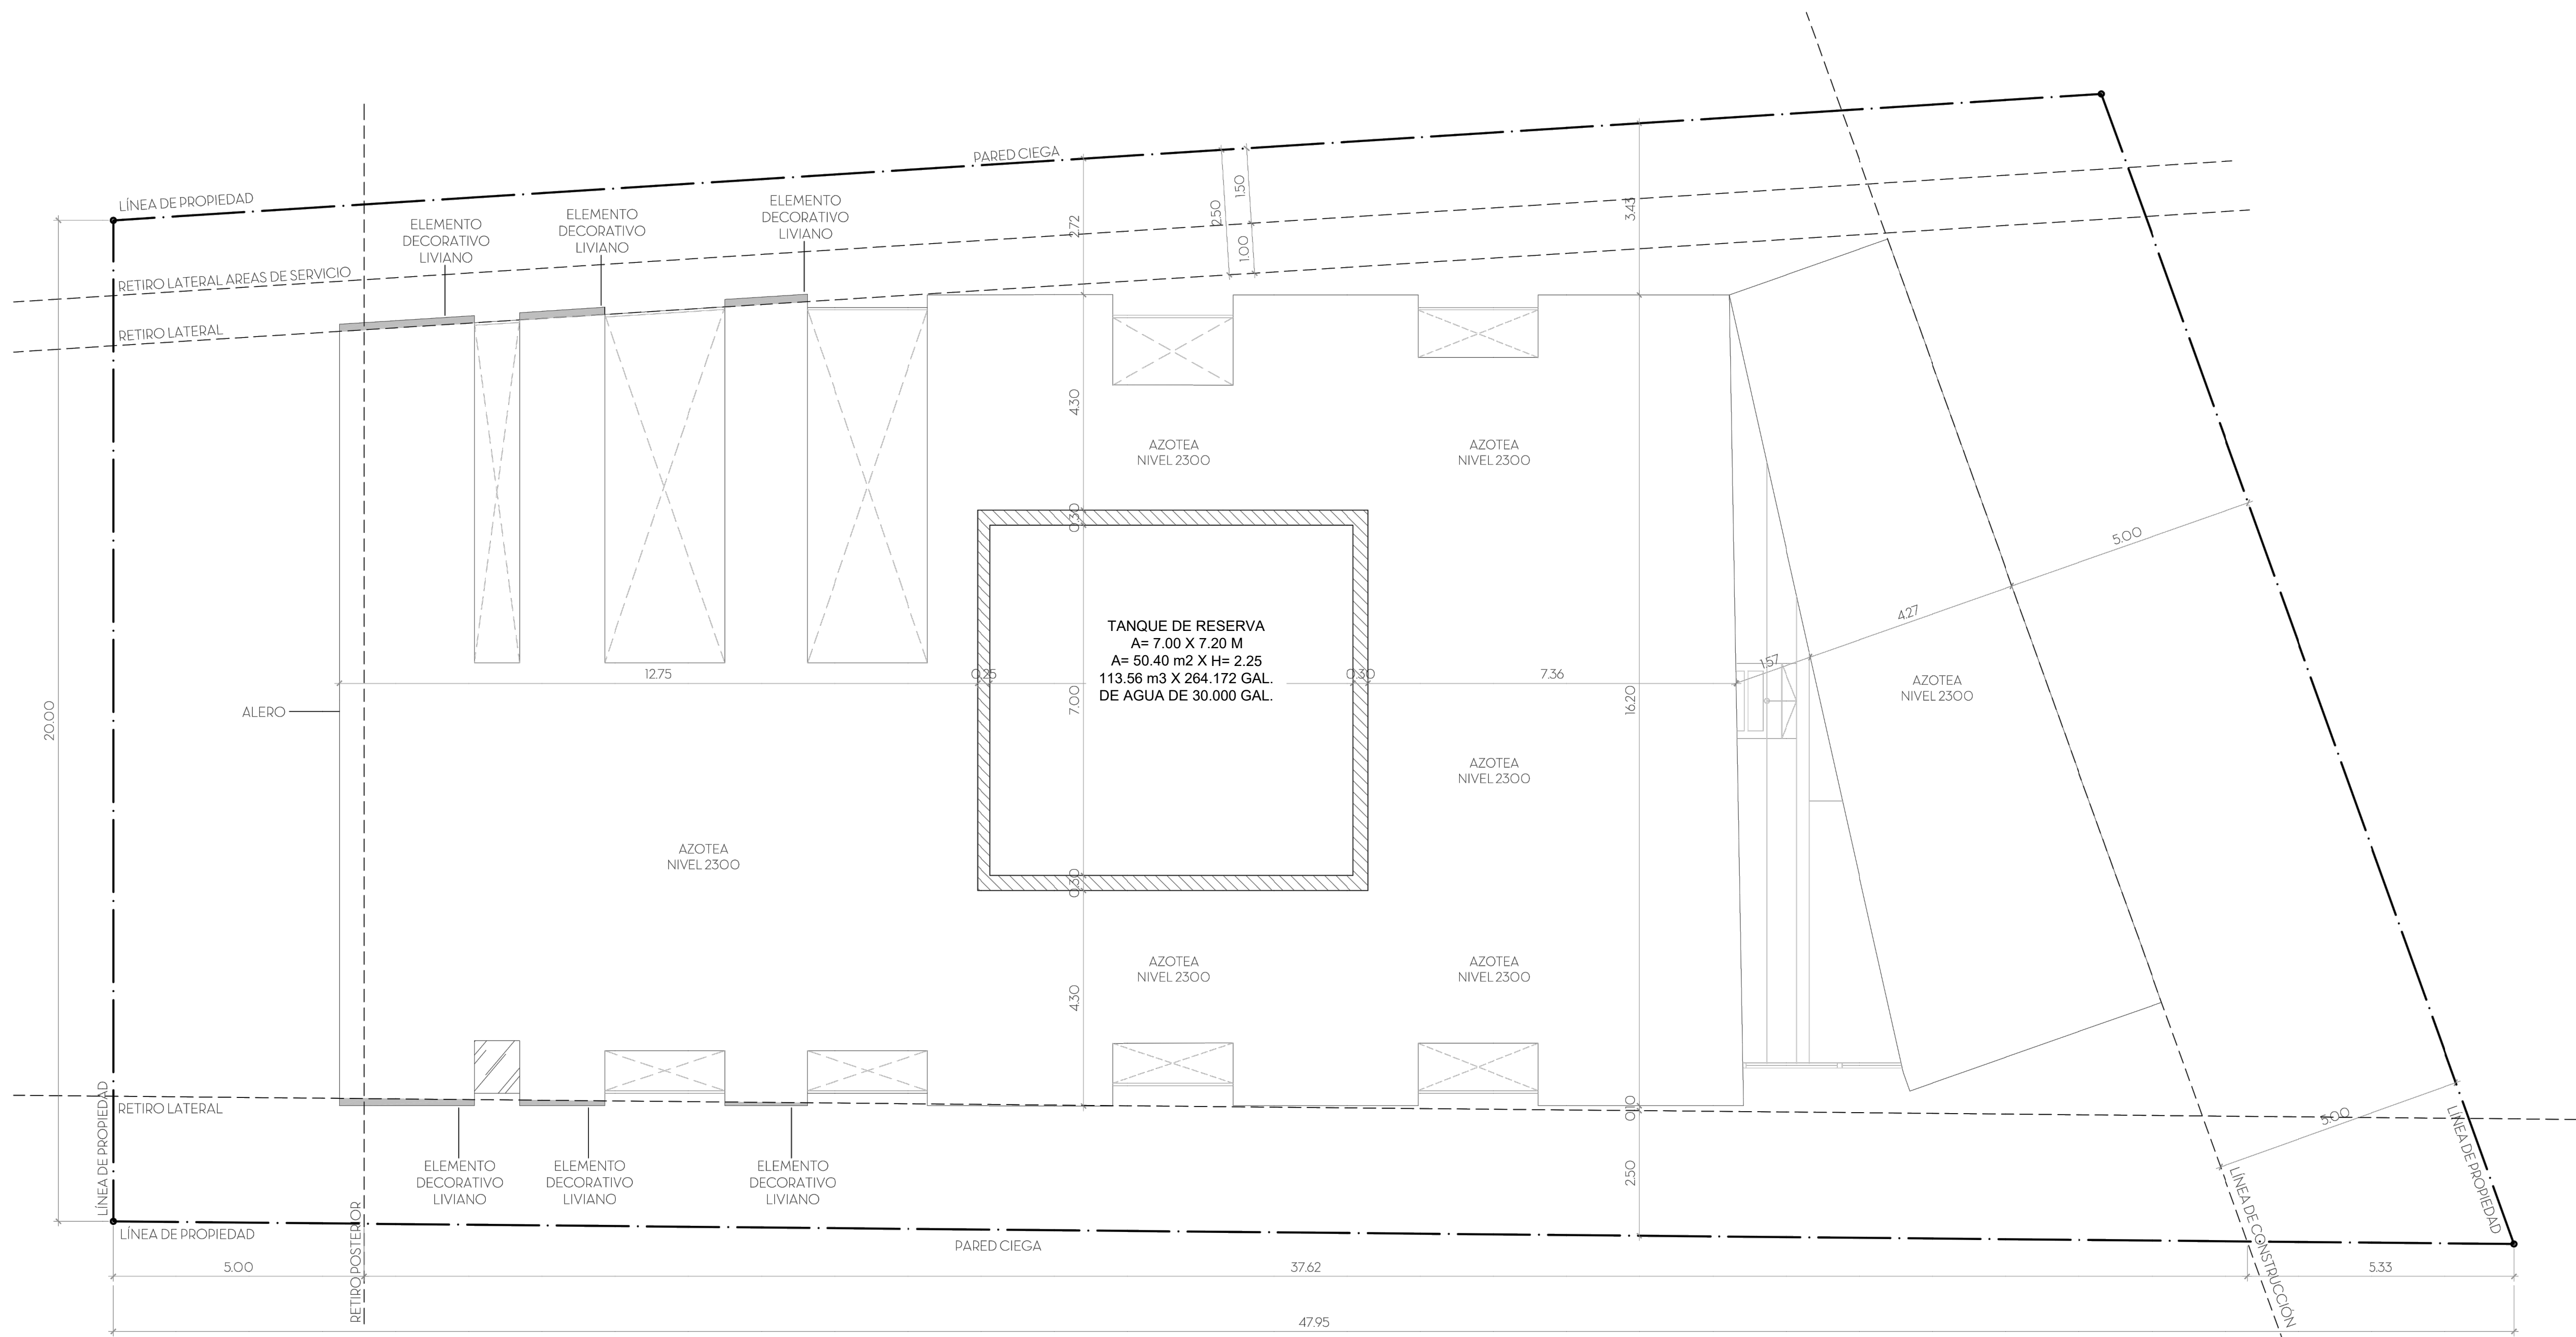 PARED CIEGA
LÍNEA DE PROPIEDAD
ELEMENTO
DECORATIVO
LIVIANO
ELEMENTO
DECORATIVO
LIVIANO
ELEMENTO
DECORATIVO
LIVIANO
2.72
2.50
1.50
1.00
3.43
RETIRO LATERAL AREAS DE SERVICIO
RETIRO LATERAL
4.30
AZOTEA
NIVEL 2300
AZOTEA
NIVEL 2300
0.30
5.00
4.27
1.57
TANQUE DE RESERVA
A= 7.00 X 7.20 M
A= 50.40 m2 X H= 2.25
113.56 m3 X 264.172 GAL.
DE AGUA DE 30.000 GAL.
12.75
0.25
7.00
0.30
7.36
16.20
AZOTEA
NIVEL 2300
20.00
ALERO
AZOTEA
NIVEL 2300
AZOTEA
NIVEL 2300
0.30
AZOTEA
NIVEL 2300
AZOTEA
NIVEL 2300
4.30
LÍNEA DE PROPIEDAD
RETIRO LATERAL
0.10
5.00
LÍNEA DE PROPIEDAD
ELEMENTO
DECORATIVO
LIVIANO
ELEMENTO
DECORATIVO
LIVIANO
ELEMENTO
DECORATIVO
LIVIANO
2.50
LÍNEA DE CONSTRUCCIÓN
RETIRO POSTERIOR
LÍNEA DE PROPIEDAD
PARED CIEGA
5.00
37.62
5.33
47.95